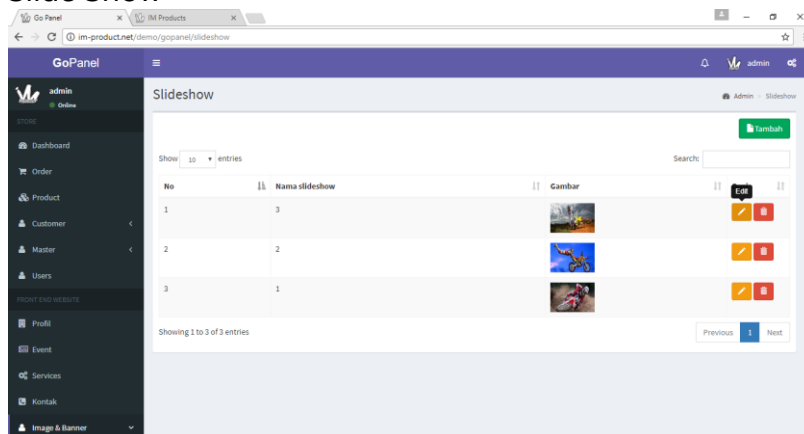 Slide Show
Go Panel
IM Products
im-product.net/demo/gopanel/slideshow
GoPanel
admin
admin
Online
Slideshow
Admin > Slideshow
STORE
Tambah
Dashboard
Show 10 entries
Search:
Order
No Nama slideshow Gambar
Edit
Product
1 3
Customer
Master
2 2
Users
3 1
FRONT END WEBSITE
Profil
Showing 1 to 3 of 3 entries
Previous 1 Next
Event
Services
Kontak
Image & Banner